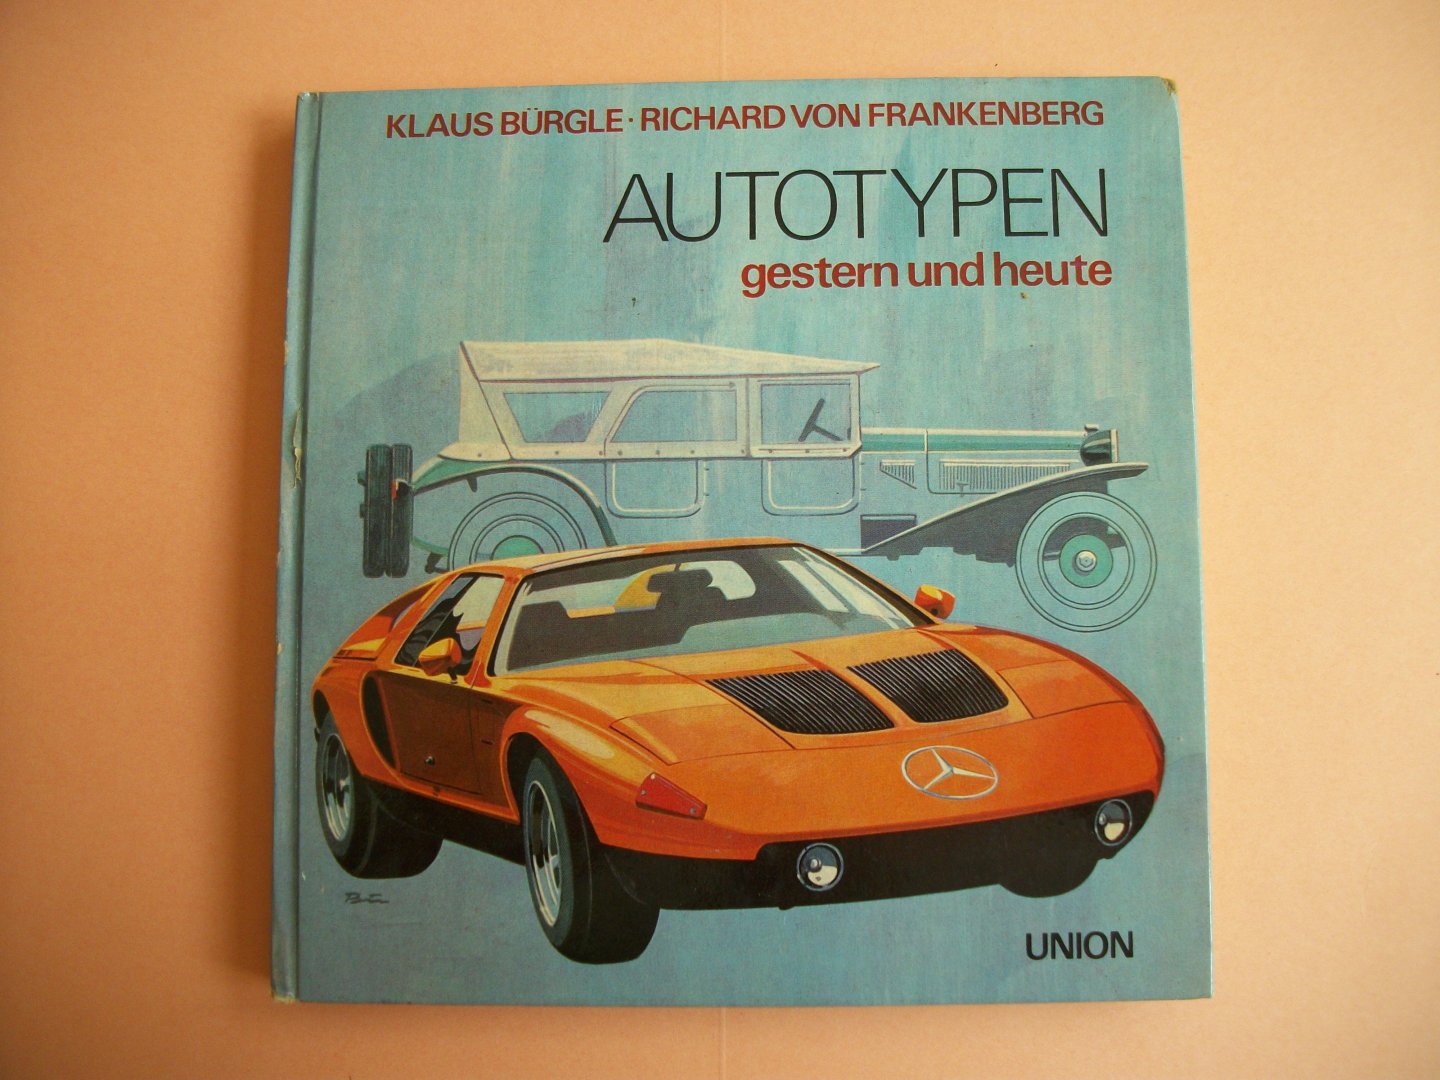 KLAUS BÜRGLE · RICHARD VON FRANKENBERG
AUTOTYPEN
gestern und heute
UNION